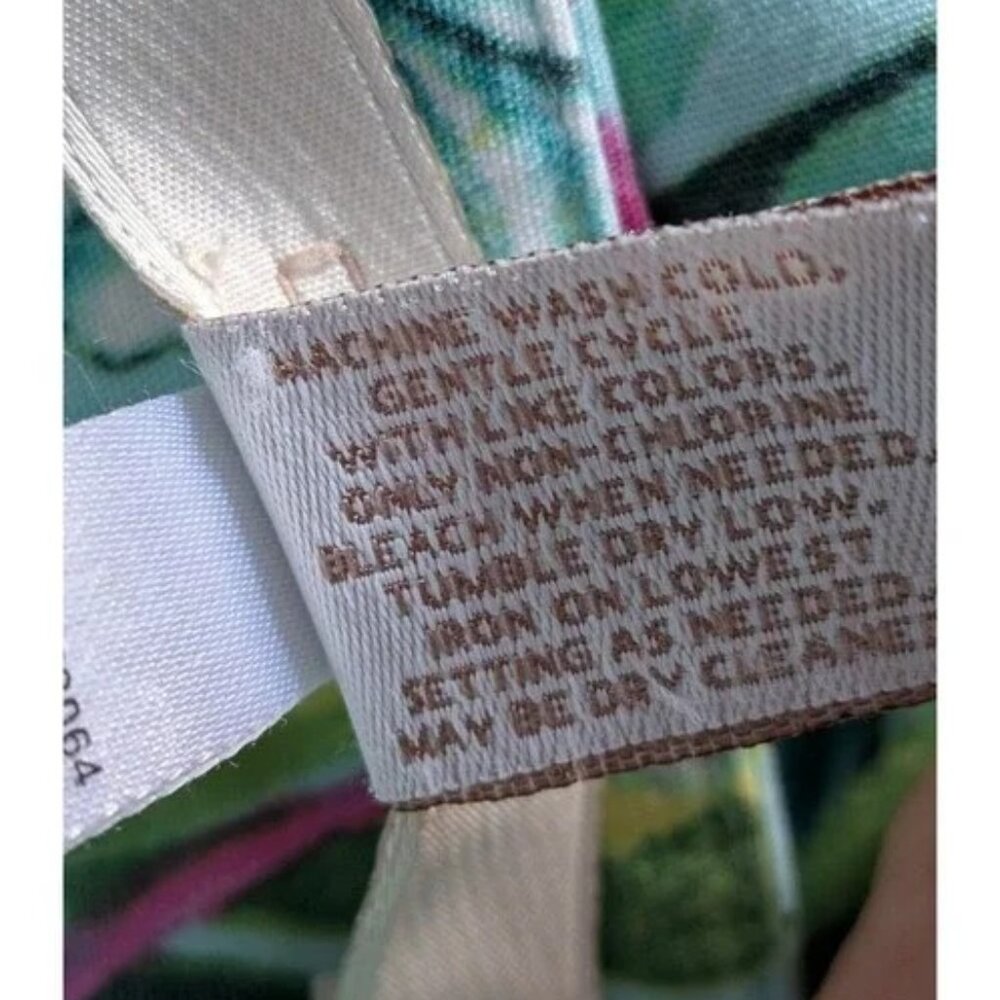 MACHINE WASH COLD,
GENTLE CYCLE
WITH LIKE COLORS.
ONLY NON-CHLORINE
BLEACH WHEN NEEDED.
TUMBLE DRY LOW.
IRON ON LOWEST
SETTING AS NEEDED.
MAY BE DRY